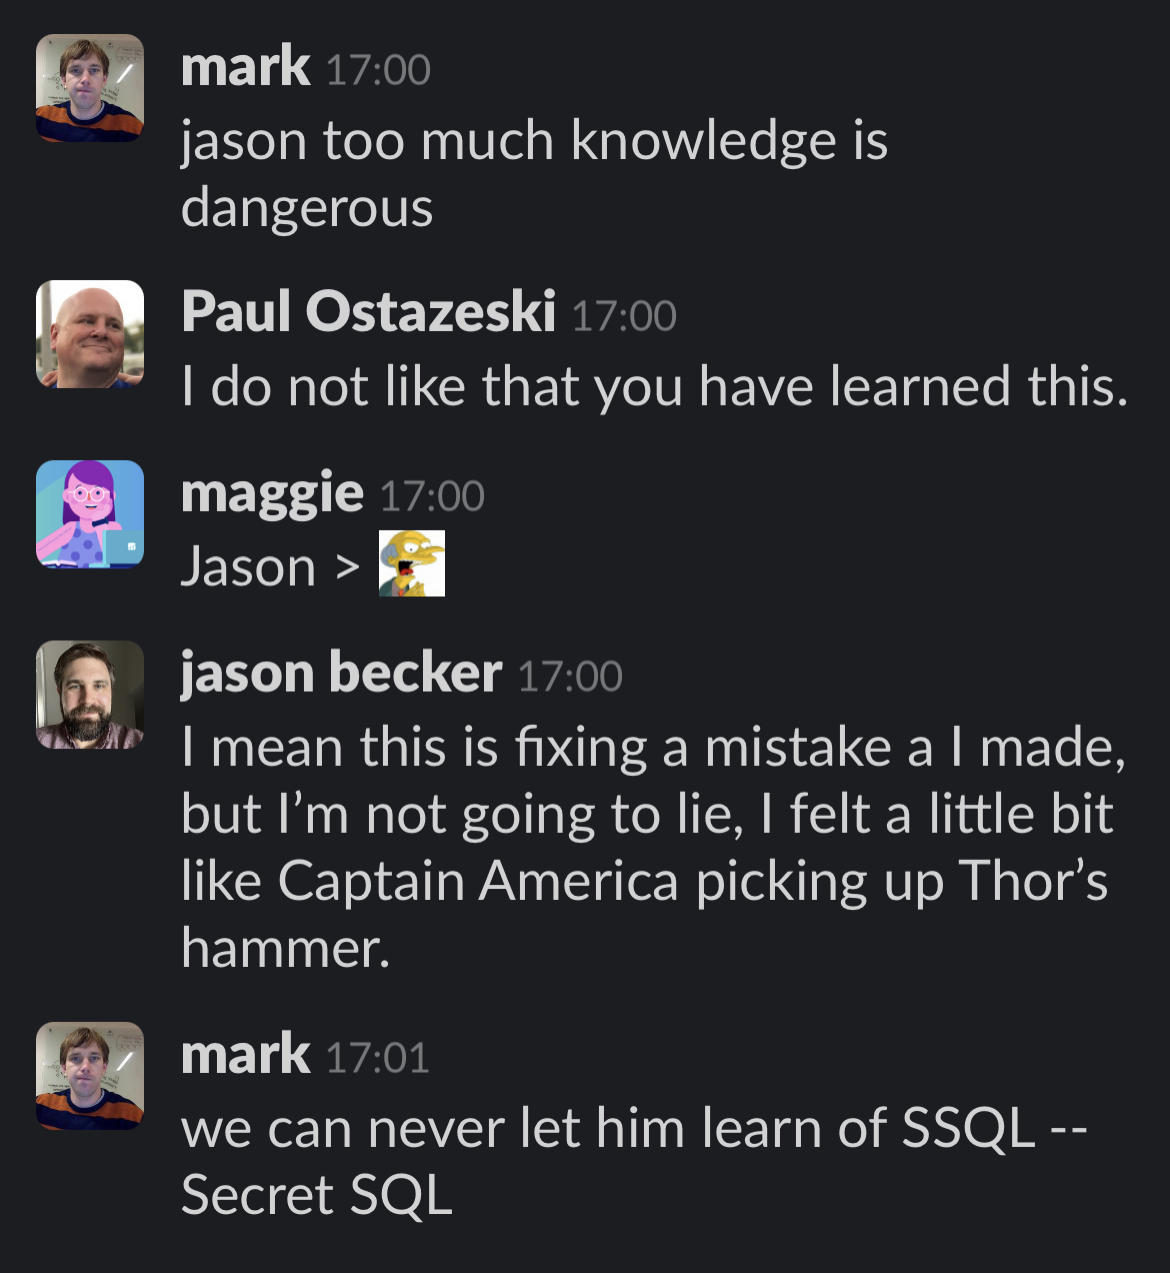 mark 17:00
jason too much knowledge is
dangerous
Paul Ostazeski 17:00
I do not like that you have learned this.
maggie 17:00
Jason >
jason becker 17:00
I mean this is fixing a mistake a I made,
but I’m not going to lie, I felt a little bit
like Captain America picking up Thor’s
hammer.
mark 17:01
we can never let him learn of SSQL --
Secret SQL